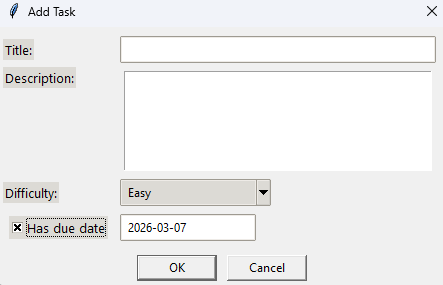 Add Task
Title:
Description:
Difficulty: Easy
Has due date 2026-03-07
OK Cancel